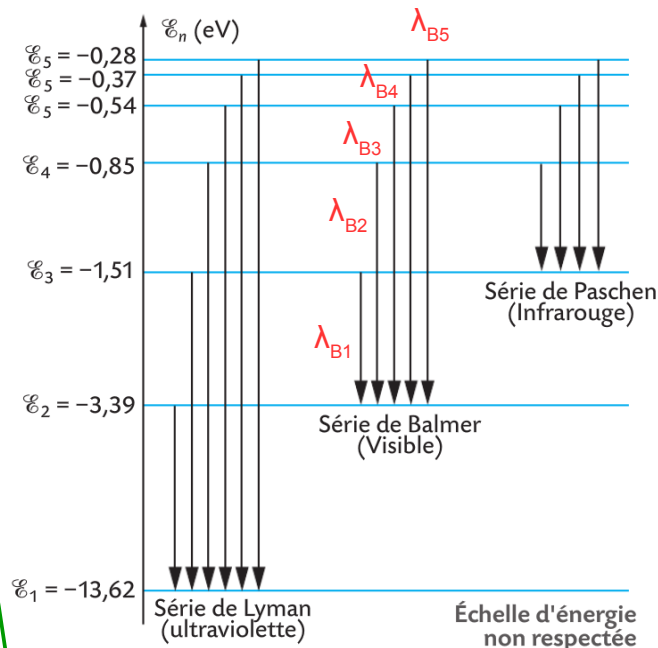 ℰn (eV)
λB5
ℰ5 = −0,28
ℰ5 = −0,37
λB4
ℰ5 = −0,54
λB3
ℰ4 = −0,85
λB2
ℰ3 = −1,51
Série de Paschen
(Infrarouge)
λB1
ℰ2 = −3,39
Série de Balmer
(Visible)
ℰ1 = −13,62
Série de Lyman
(ultraviolette)
Échelle d'énergie
non respectée